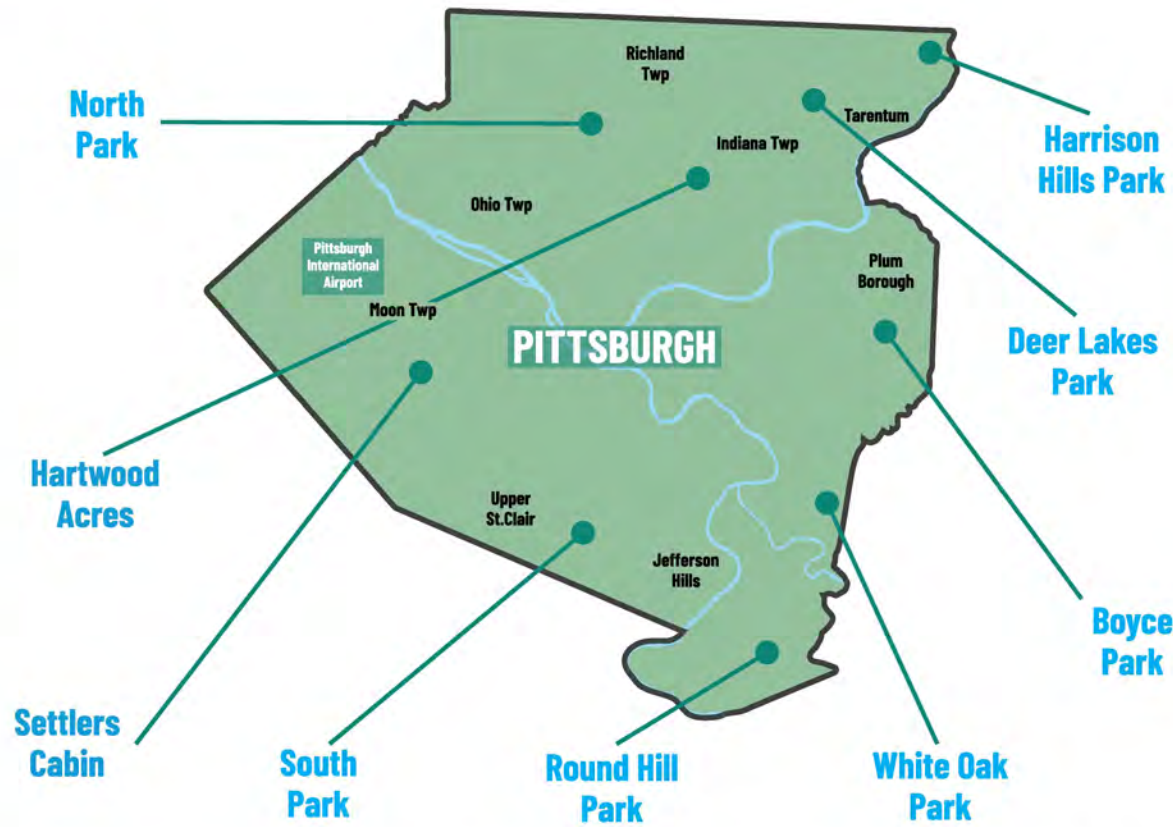 Richland
Twp
North
Park
Tarentum
Harrison
Hills Park
Indiana Twp
Ohio Twp
Pittsburgh
International
Airport
Plum
Borough
Moon Twp
PITTSBURGH
Deer Lakes
Park
Hartwood
Acres
Upper
St.Clair
Jefferson
Hills
Boyce
Park
Settlers
Cabin
South
Park
Round Hill
Park
White Oak
Park